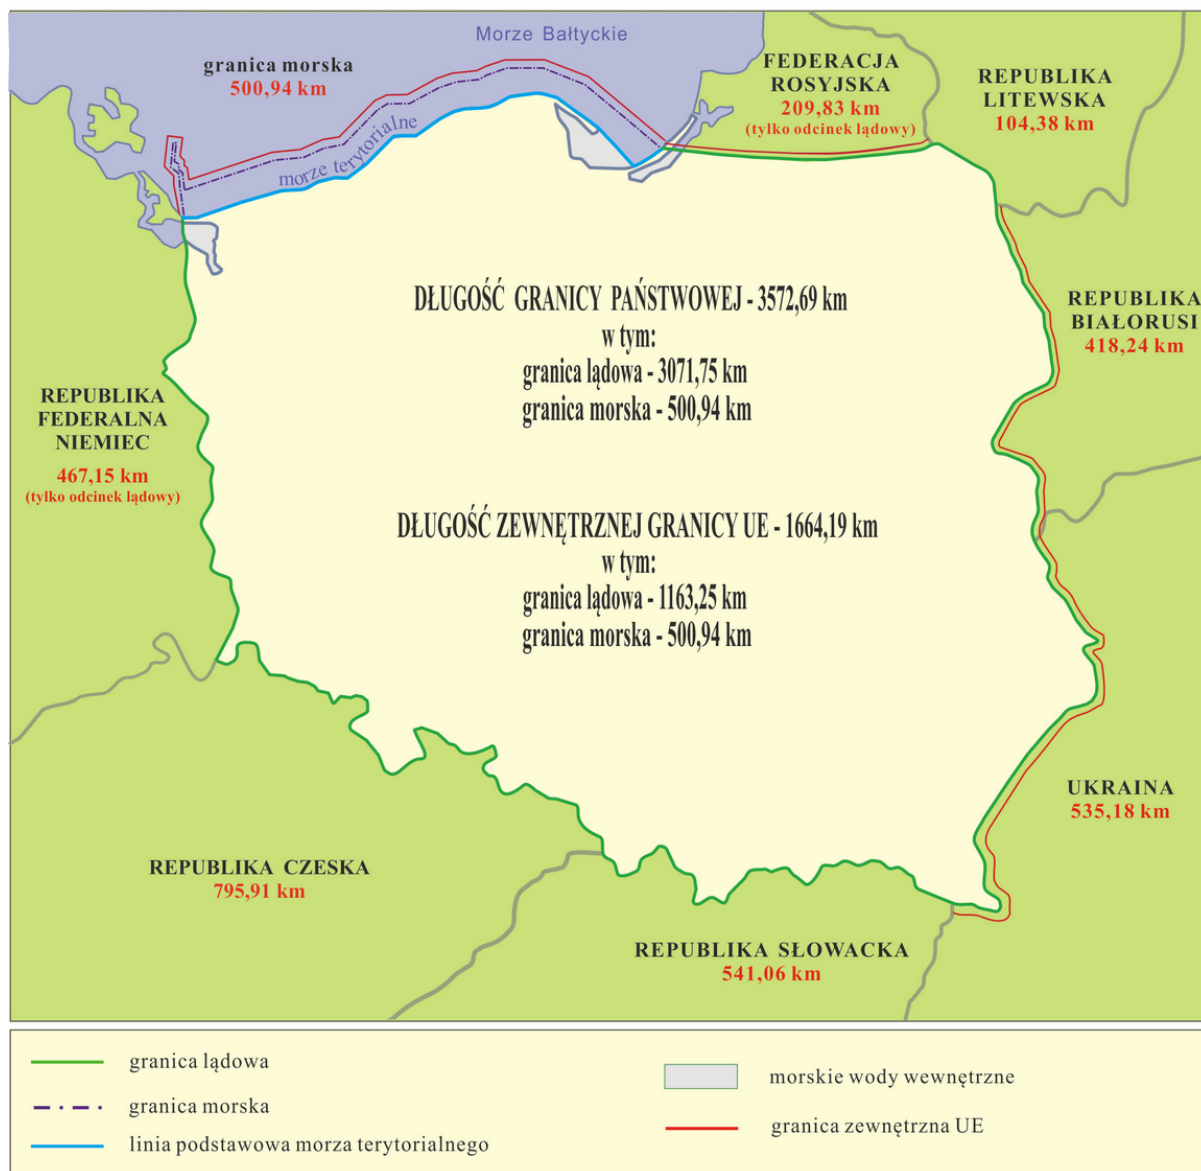 Morze Bałtyckie
granica morska
500,94 km
morze terytorialne
FEDERACJA
ROSYJSKA
209,83 km
(tylko odcinek lądowy)
REPUBLIKA
LITEWSKA
104,38 km
DŁUGOŚĆ GRANICY PAŃSTWOWEJ - 3572,69 km
w tym:
granica lądowa - 3071,75 km
granica morska - 500,94 km
REPUBLIKA
BIAŁORUSI
418,24 km
REPUBLIKA
FEDERALNA
NIEMIEC
467,15 km
(tylko odcinek lądowy)
DŁUGOŚĆ ZEWNĘTRZNEJ GRANICY UE - 1664,19 km
w tym:
granica lądowa - 1163,25 km
granica morska - 500,94 km
UKRAINA
535,18 km
REPUBLIKA CZESKA
795,91 km
REPUBLIKA SŁOWACKA
541,06 km
granica lądowa
granica morska
linia podstawowa morza terytorialnego
morskie wody wewnętrzne
granica zewnętrzna UE